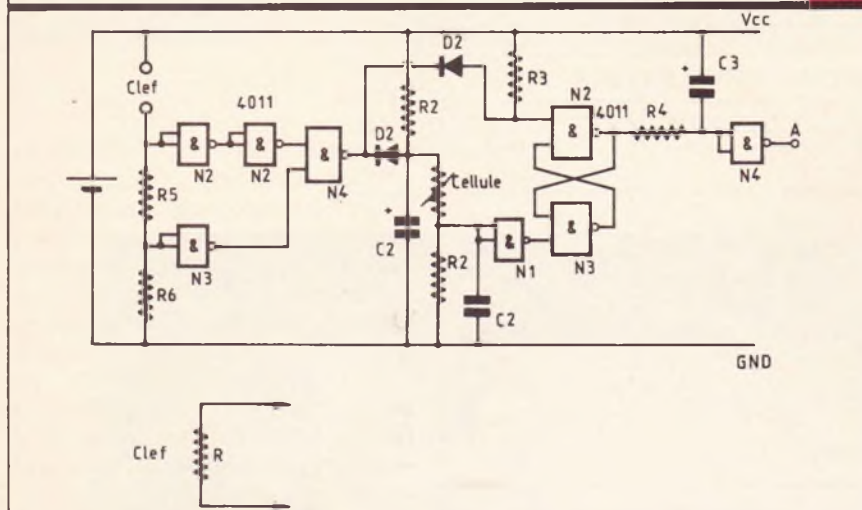 Vcc
D2
C3
Clef
R3
N2
4011
R2
4011
R4
A
&
&
&
&
D2
&
N2
N2
N4
Cellule
N4
R5
&
&
&
C2
N1
N3
N3
R2
R6
C2
GND
Clef
R